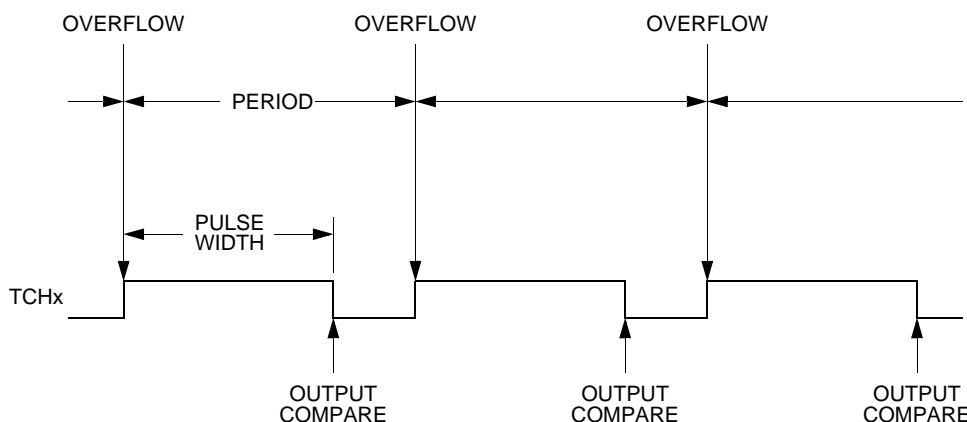 OVERFLOW OVERFLOW OVERFLOW
PERIOD
PULSE
WIDTH
TCHx
OUTPUT
COMPARE
OUTPUT
COMPARE
OUTPUT
COMPARE